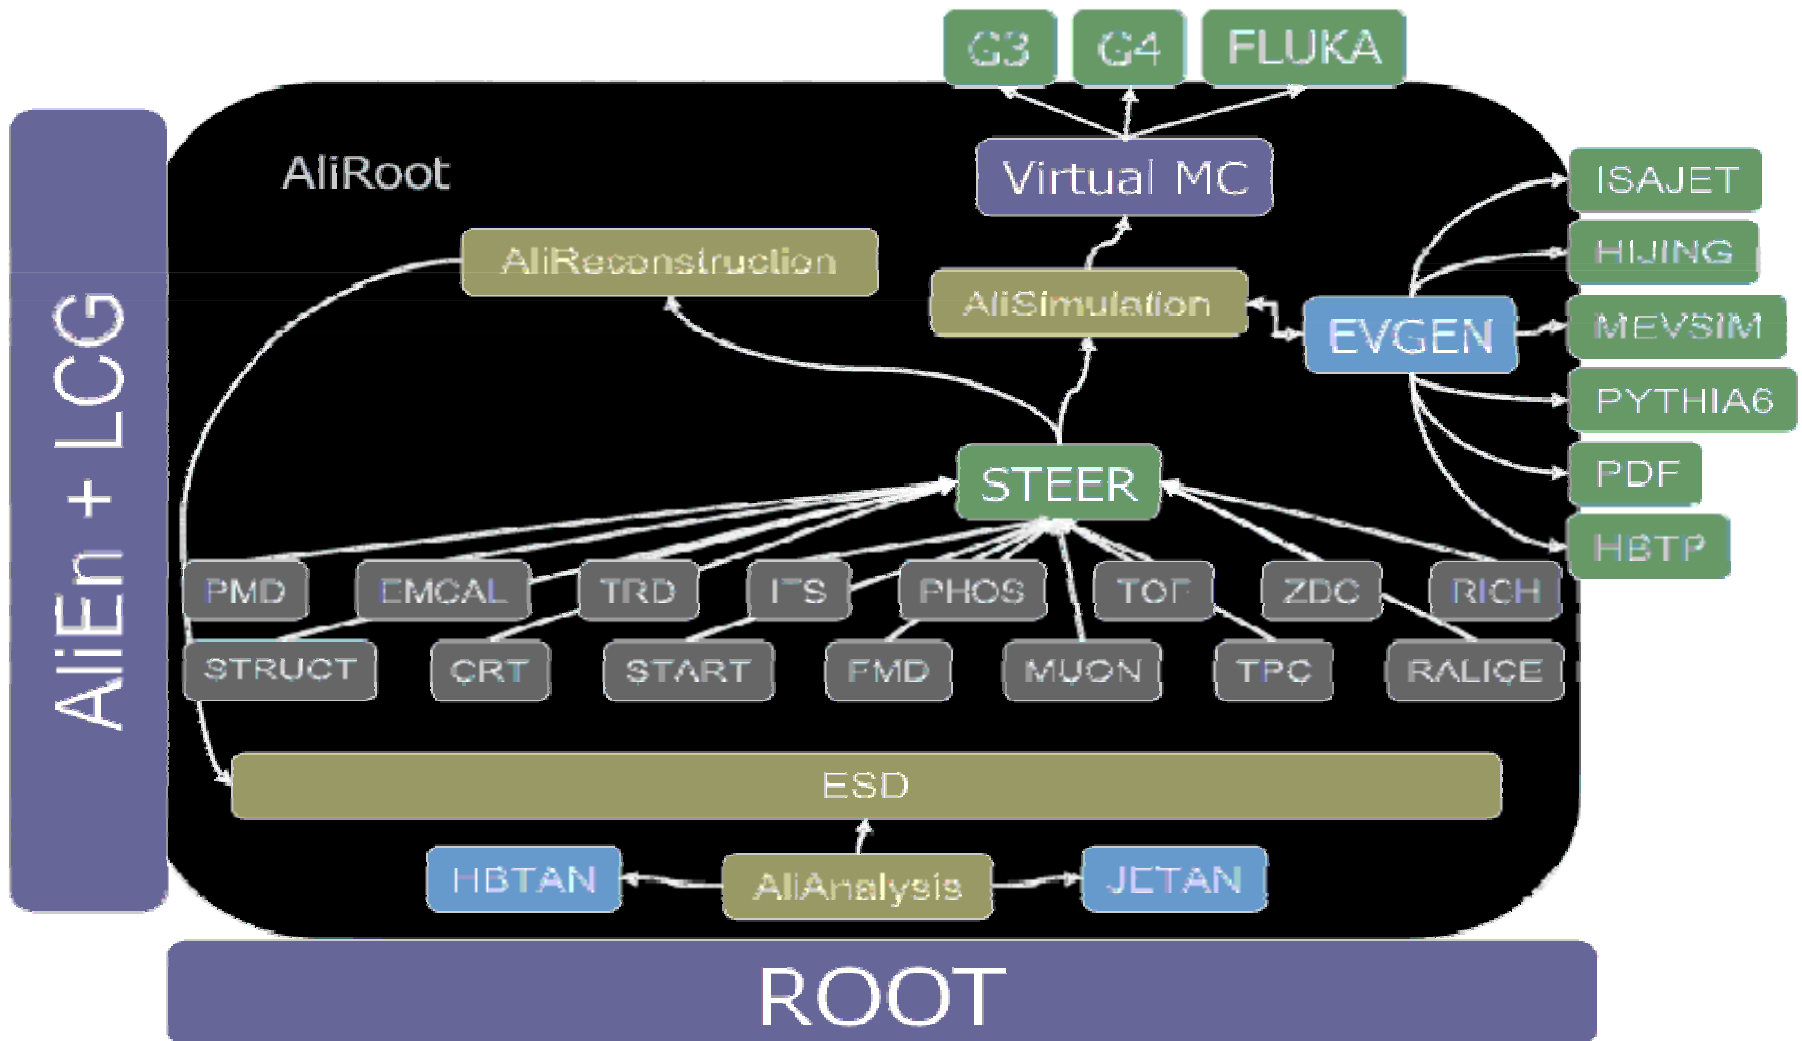 G3
G4
FLUKA
AliRoot
Virtual MC
ISAJET
HIJING
MEVSIM
PYTHIA6
PDF
HBTP
AliReconstruction
AliSimulation
EVGEN
AliEn + LCG
STEER
PMD
EMCAL
TRD
ITS
PHOS
TOF
ZDC
RICH
STRUCT
CRT
START
FMD
MUON
TPC
RALICE
ESD
HBTAN
AliAnalysis
JETAN
ROOT